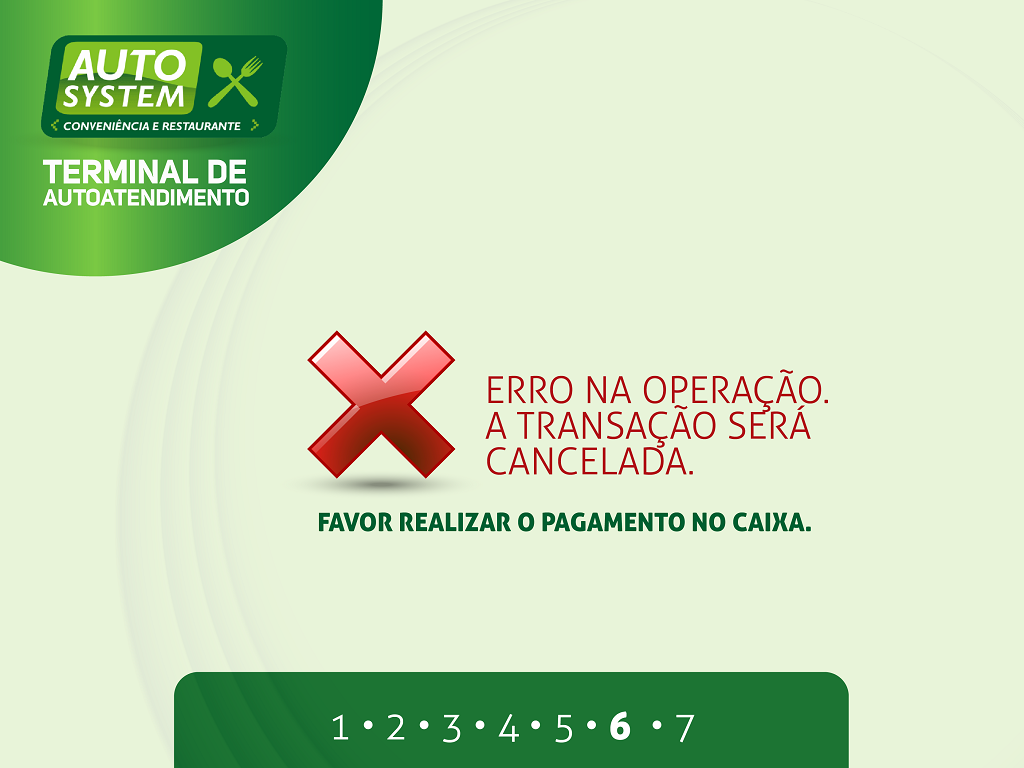 AUTO
SYSTEM
CONVENIÊNCIA E RESTAURANTE
TERMINAL DE
AUTOATENDIMENTO
ERRO NA OPERAÇÃO.
A TRANSAÇÃO SERÁ
CANCELADA.
FAVOR REALIZAR O PAGAMENTO NO CAIXA.
1 • 2 • 3 • 4 • 5 • 6 • 7